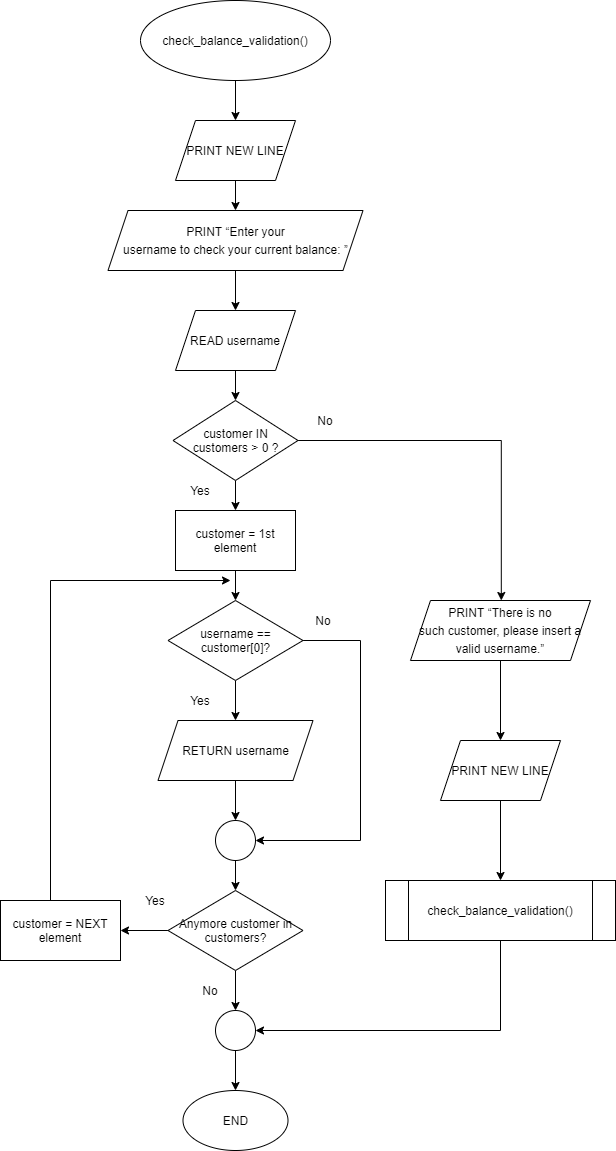 check_balance_validation()
PRINT NEW LINE
PRINT “Enter your
username to check your current balance: ”
READ username
customer IN
customers > 0 ?
No
Yes
customer = 1st
element
username ==
customer[0]?
No
Yes
RETURN username
PRINT “There is no
such customer, please insert a
valid username.”
PRINT NEW LINE
check_balance_validation()
Anymore customer in
customers?
Yes
customer = NEXT
element
No
END